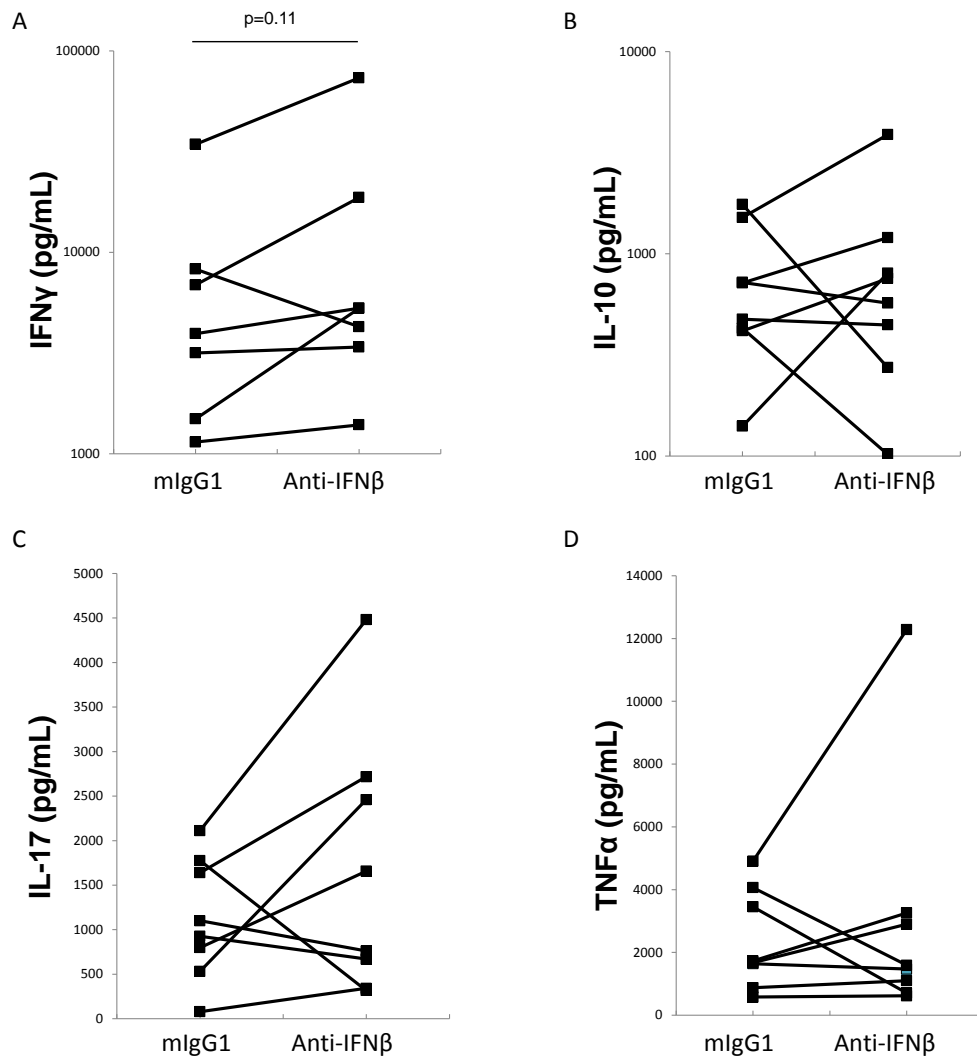 A
p=0.11
100000
10000
1000
IFNγ (pg/mL)
mIgG1 Anti-IFNβ
B
10000
1000
100
IL-10 (pg/mL)
mIgG1 Anti-IFNβ
C
5000
4500
4000
3500
3000
2500
2000
1500
1000
500
0
IL-17 (pg/mL)
mIgG1 Anti-IFNβ
D
14000
12000
10000
8000
6000
4000
2000
0
TNFα (pg/mL)
mIgG1 Anti-IFNβ